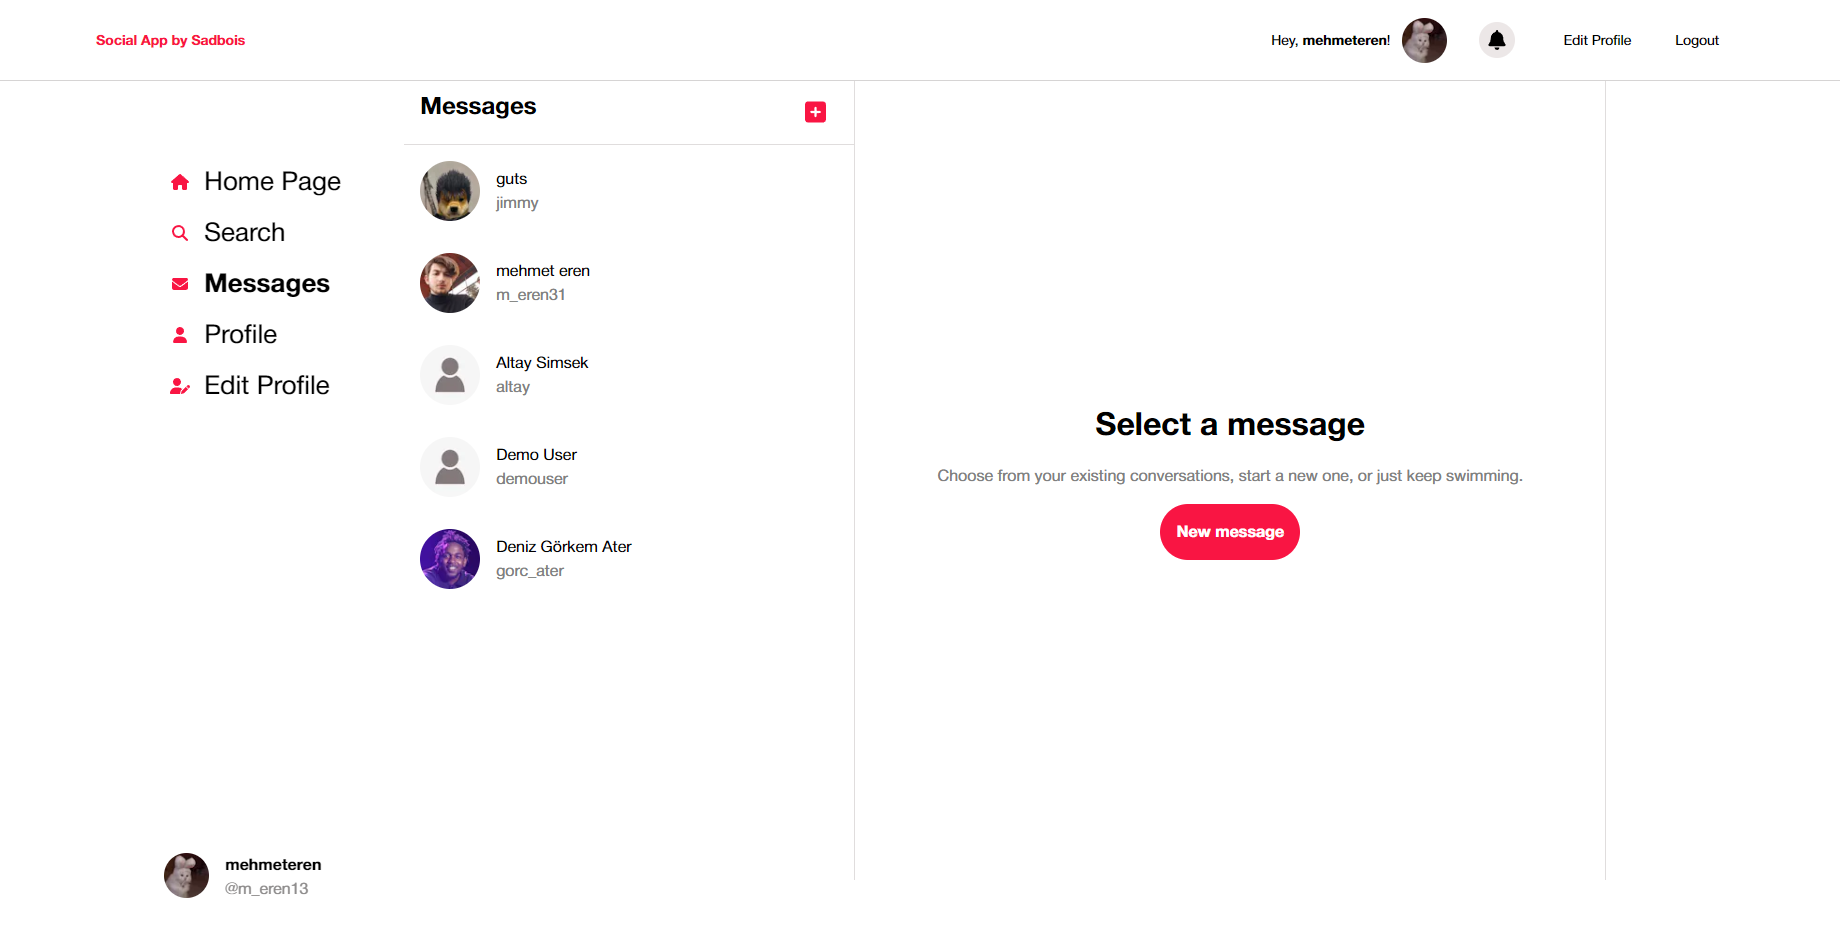 Social App by Sadbois
Hey, mehmeteren!
Edit Profile
Logout
Home Page
Search
Messages
Profile
Edit Profile
mehmeteren
@m_eren13
Messages
guts
jimmy
mehmet eren
m_eren31
Altay Simsek
altay
Demo User
demouser
Deniz Görkem Ater
gorc_ater
Select a message
Choose from your existing conversations, start a new one, or just keep swimming.
New message